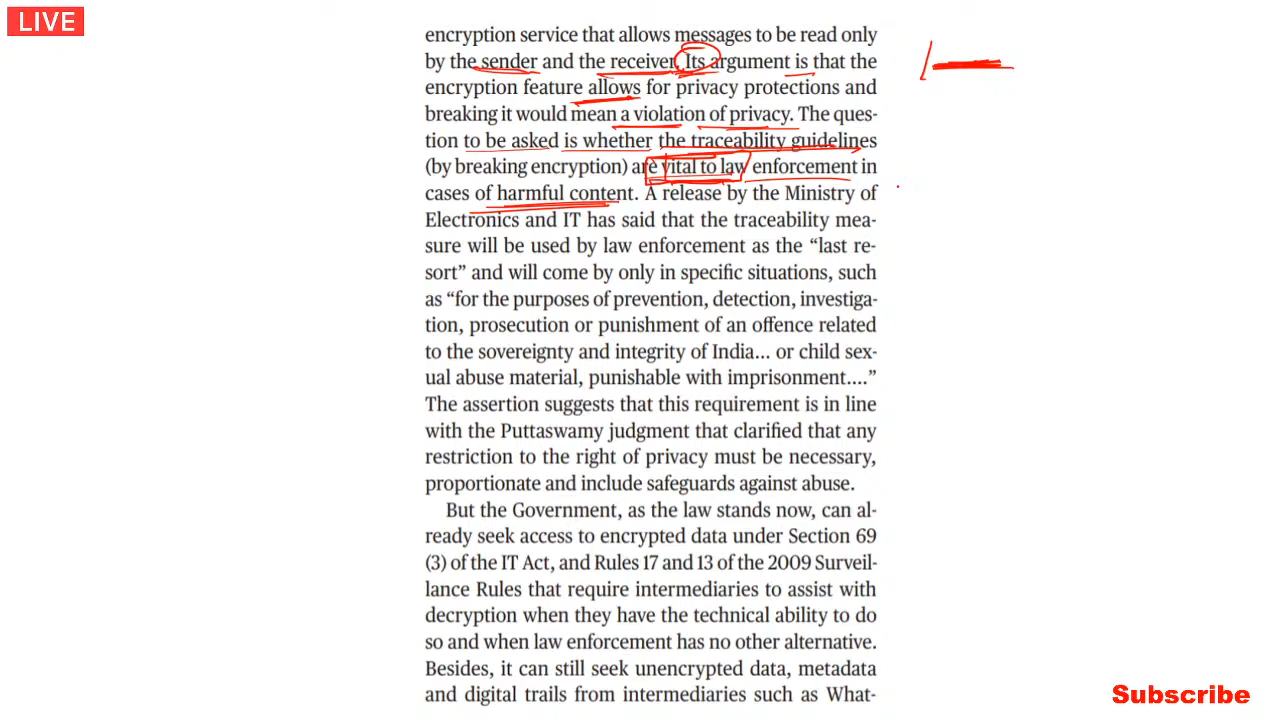 LIVE
encryption service that allows messages to be read only
by the sender and the receiver. Its argument is that the
encryption feature allows for privacy protections and
breaking it would mean a violation of privacy. The ques-
tion to be asked is whether the traceability guidelines
(by breaking encryption) are vital to law enforcement in
cases of harmful content. A release by the Ministry of
Electronics and IT has said that the traceability mea-
sure will be used by law enforcement as the “last re-
sort” and will come by only in specific situations, such
as “for the purposes of prevention, detection, investiga-
tion, prosecution or punishment of an offence related
to the sovereignty and integrity of India... or child sex-
ual abuse material, punishable with imprisonment....”
The assertion suggests that this requirement is in line
with the Puttaswamy judgment that clarified that any
restriction to the right of privacy must be necessary,
proportionate and include safeguards against abuse.
But the Government, as the law stands now, can al-
ready seek access to encrypted data under Section 69
(3) of the IT Act, and Rules 17 and 13 of the 2009 Surveil-
lance Rules that require intermediaries to assist with
decryption when they have the technical ability to do
so and when law enforcement has no other alternative.
Besides, it can still seek unencrypted data, metadata
and digital trails from intermediaries such as What-
Subscribe